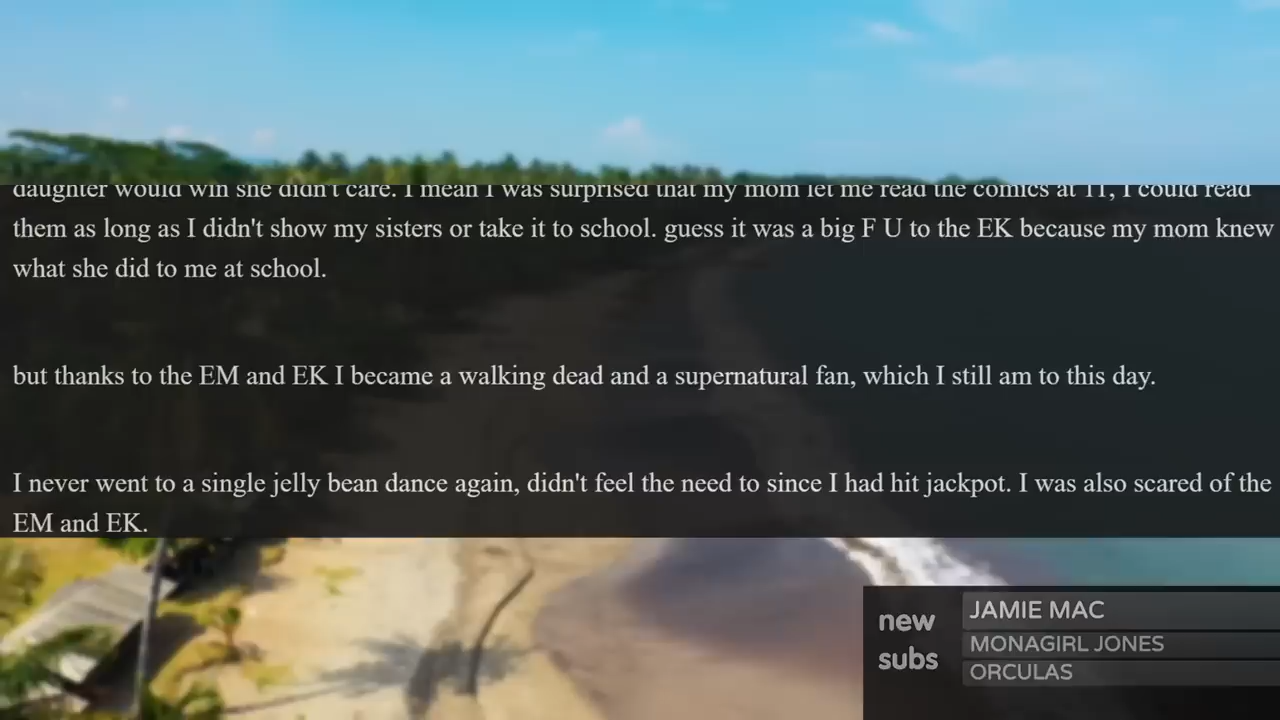 daughter would win she didn't care. I mean I was surprised that my mom let me read the comics at 11, I could read
them as long as I didn't show my sisters or take it to school. guess it was a big F U to the EK because my mom knew
what she did to me at school.
but thanks to the EM and EK I became a walking dead and a supernatural fan, which I still am to this day.
I never went to a single jelly bean dance again, didn't feel the need to since I had hit jackpot. I was also scared of the
EM and EK.
new
subs
JAMIE MAC
MONAGIRL JONES
ORCULAS